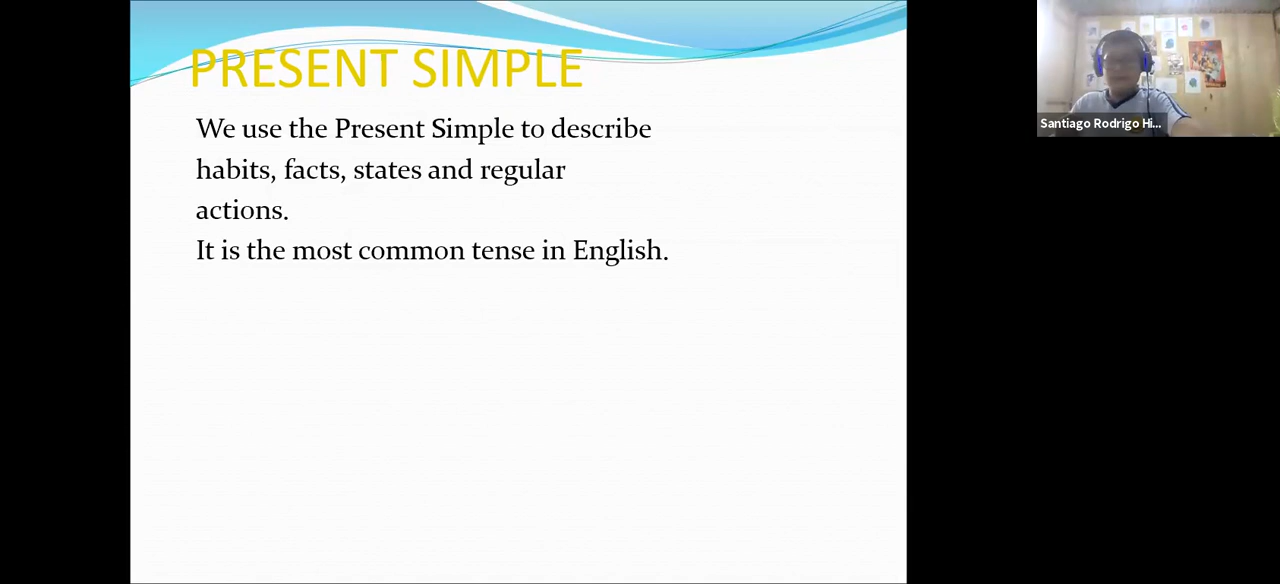 PRESENT SIMPLE
We use the Present Simple to describe
habits, facts, states and regular
actions.
It is the most common tense in English.
Santiago Rodrigo Hi...